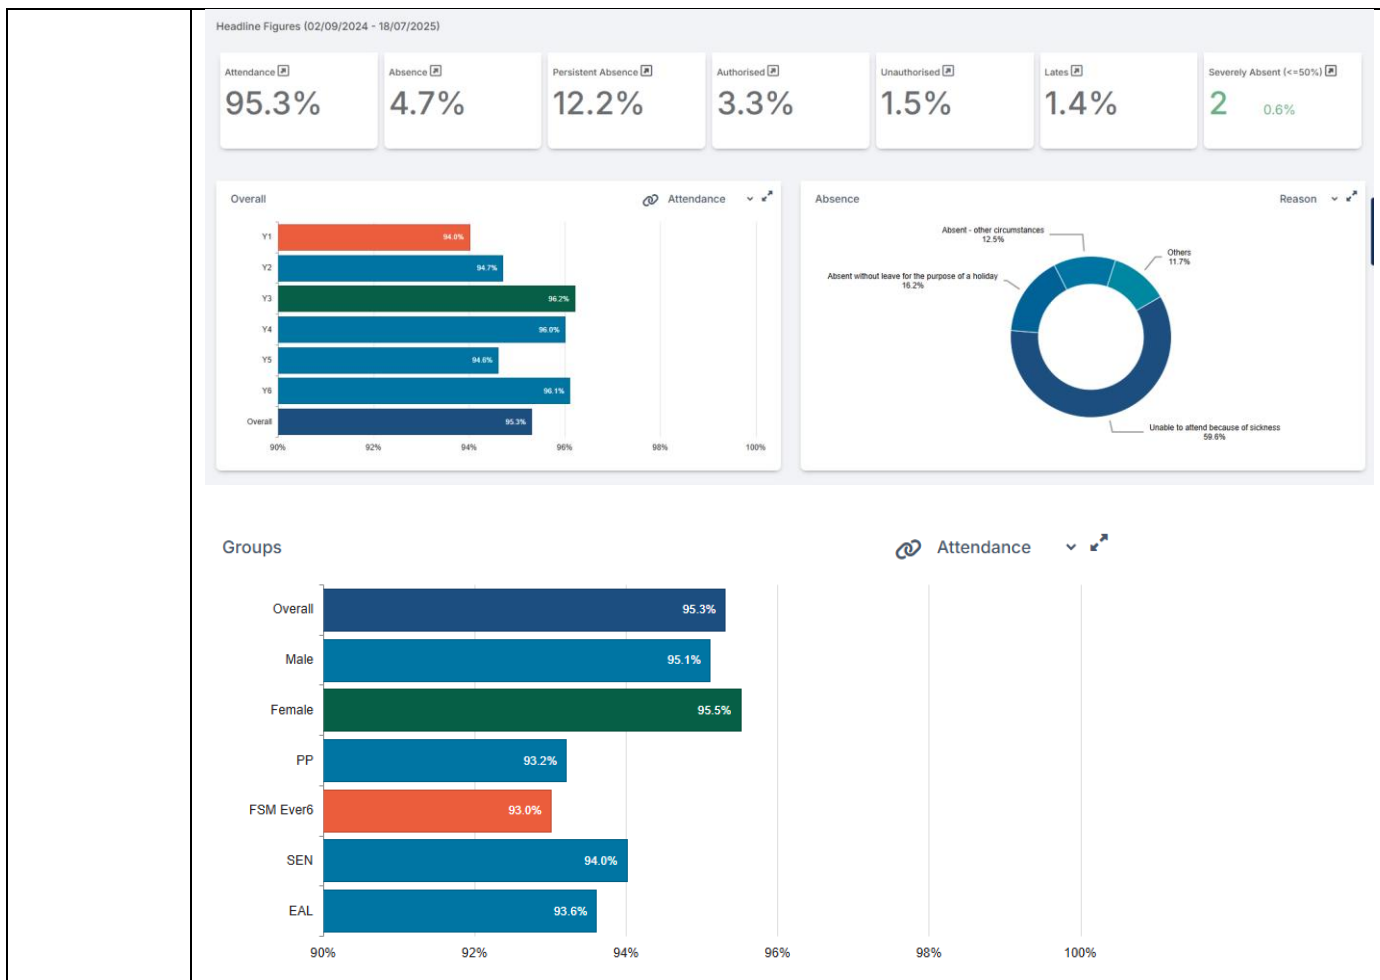 Headline Figures (02/09/2024 - 18/07/2025)
Attendance
95.3%
Absence
4.7%
Persistent Absence
12.2%
Authorised
3.3%
Unauthorised
1.5%
Lates
1.4%
Severely Absent (<=50%)
2 0.6%
Overall
Attendance
Y1 94.0%
Y2 94.7%
Y3 96.2%
Y4 96.0%
Y5 94.6%
Y6 96.1%
Overall 95.3%
90% 92% 94% 96% 98% 100%
Absence
Reason
Absent - other circumstances
12.5%
Others
11.7%
Absent without leave for the purpose of a holiday
16.2%
Unable to attend because of sickness
59.6%
Groups
Attendance
Overall 95.3%
Male 95.1%
Female 95.5%
PP 93.2%
FSM Ever6 93.0%
SEN 94.0%
EAL 93.6%
90% 92% 94% 96% 98% 100%